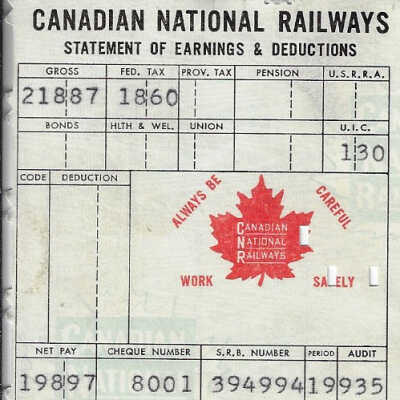 CANADIAN NATIONAL RAILWAYS
STATEMENT OF EARNINGS & DEDUCTIONS
GROSS FED. TAX PROV. TAX PENSION U.S.R.R.A.
21887 1860
BONDS HLTH & WEL. UNION U.I.C.
130
CODE DEDUCTION
ALWAYS BE CAREFUL
CANADIAN
NATIONAL
RAILWAYS
WORK SAFELY
NET PAY CHEQUE NUMBER S.R.B. NUMBER PERIOD AUDIT
19897 8001 394994 19935